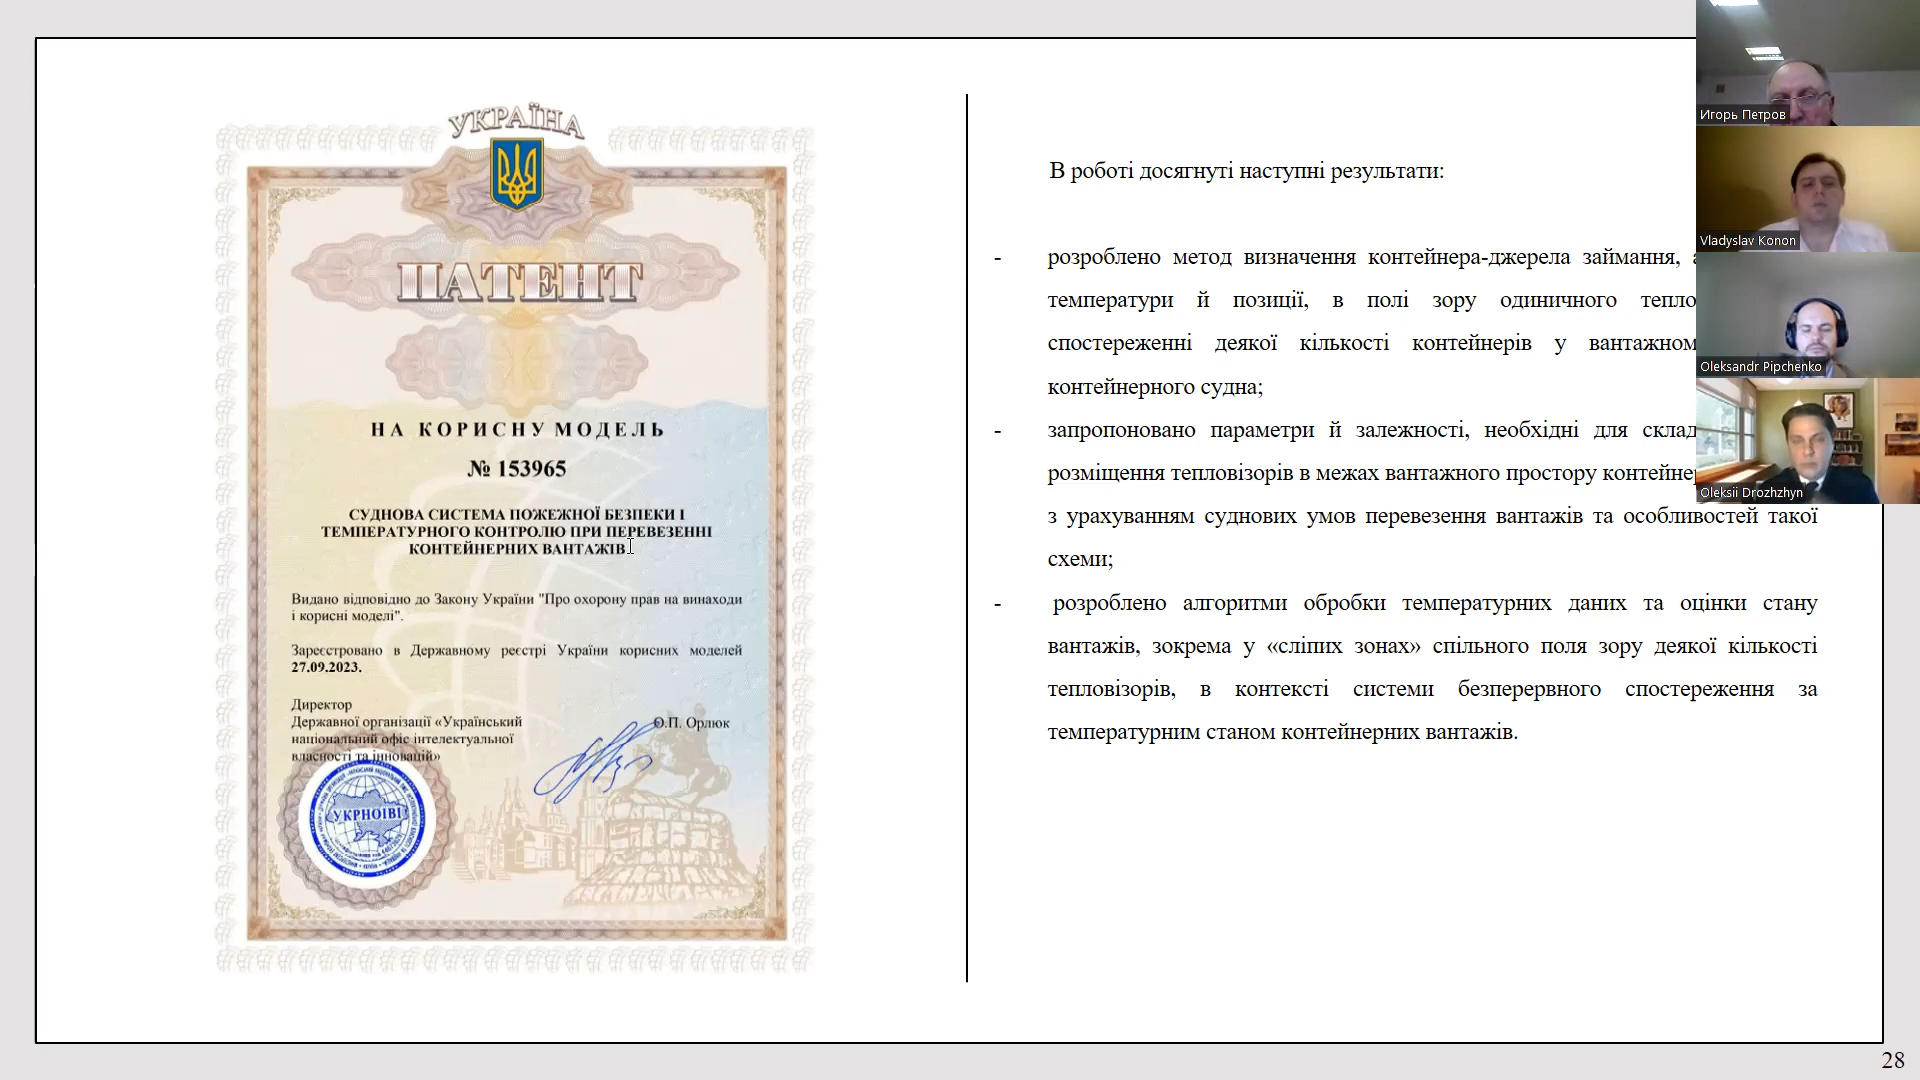 УКРАЇНА
ПАТЕНТ
НА КОРИСНУ МОДЕЛЬ
№ 153965
СУДНОВА СИСТЕМА ПОЖЕЖНОЇ БЕЗПЕКИ І
ТЕМПЕРАТУРНОГО КОНТРОЛЮ ПРИ ПЕРЕВЕЗЕННІ
КОНТЕЙНЕРНИХ ВАНТАЖІВ
Видано відповідно до Закону України "Про охорону прав на винаходи
і корисні моделі".
Зареєстровано в Державному реєстрі України корисних моделей
27.09.2023.
Директор
Державної організації «Український
національний офіс інтелектуальної
власності та інновацій»
О.П. Орлюк
УКРНОІВІ
В роботі досягнуті наступні результати:
- розроблено метод визначення контейнера-джерела займання,
температури й позиції, в полі зору одиничного
спостереженні деякої кількості контейнерів у
контейнерного судна;
- запропоновано параметри й залежності, необхідні для
розміщення тепловізорів в межах вантажного простору
з урахуванням суднових умов перевезення вантажів та особливостей такої
схеми;
- розроблено алгоритми обробки температурних даних та оцінки стану
вантажів, зокрема у «сліпих зонах» спільного поля зору деякої кількості
тепловізорів, в контексті системи безперервного спостереження за
температурним станом контейнерних вантажів.
Игорь Петров
Vladyslav Konon
Oleksandr Pipchenko
Oleksii Drozhzhyn
28